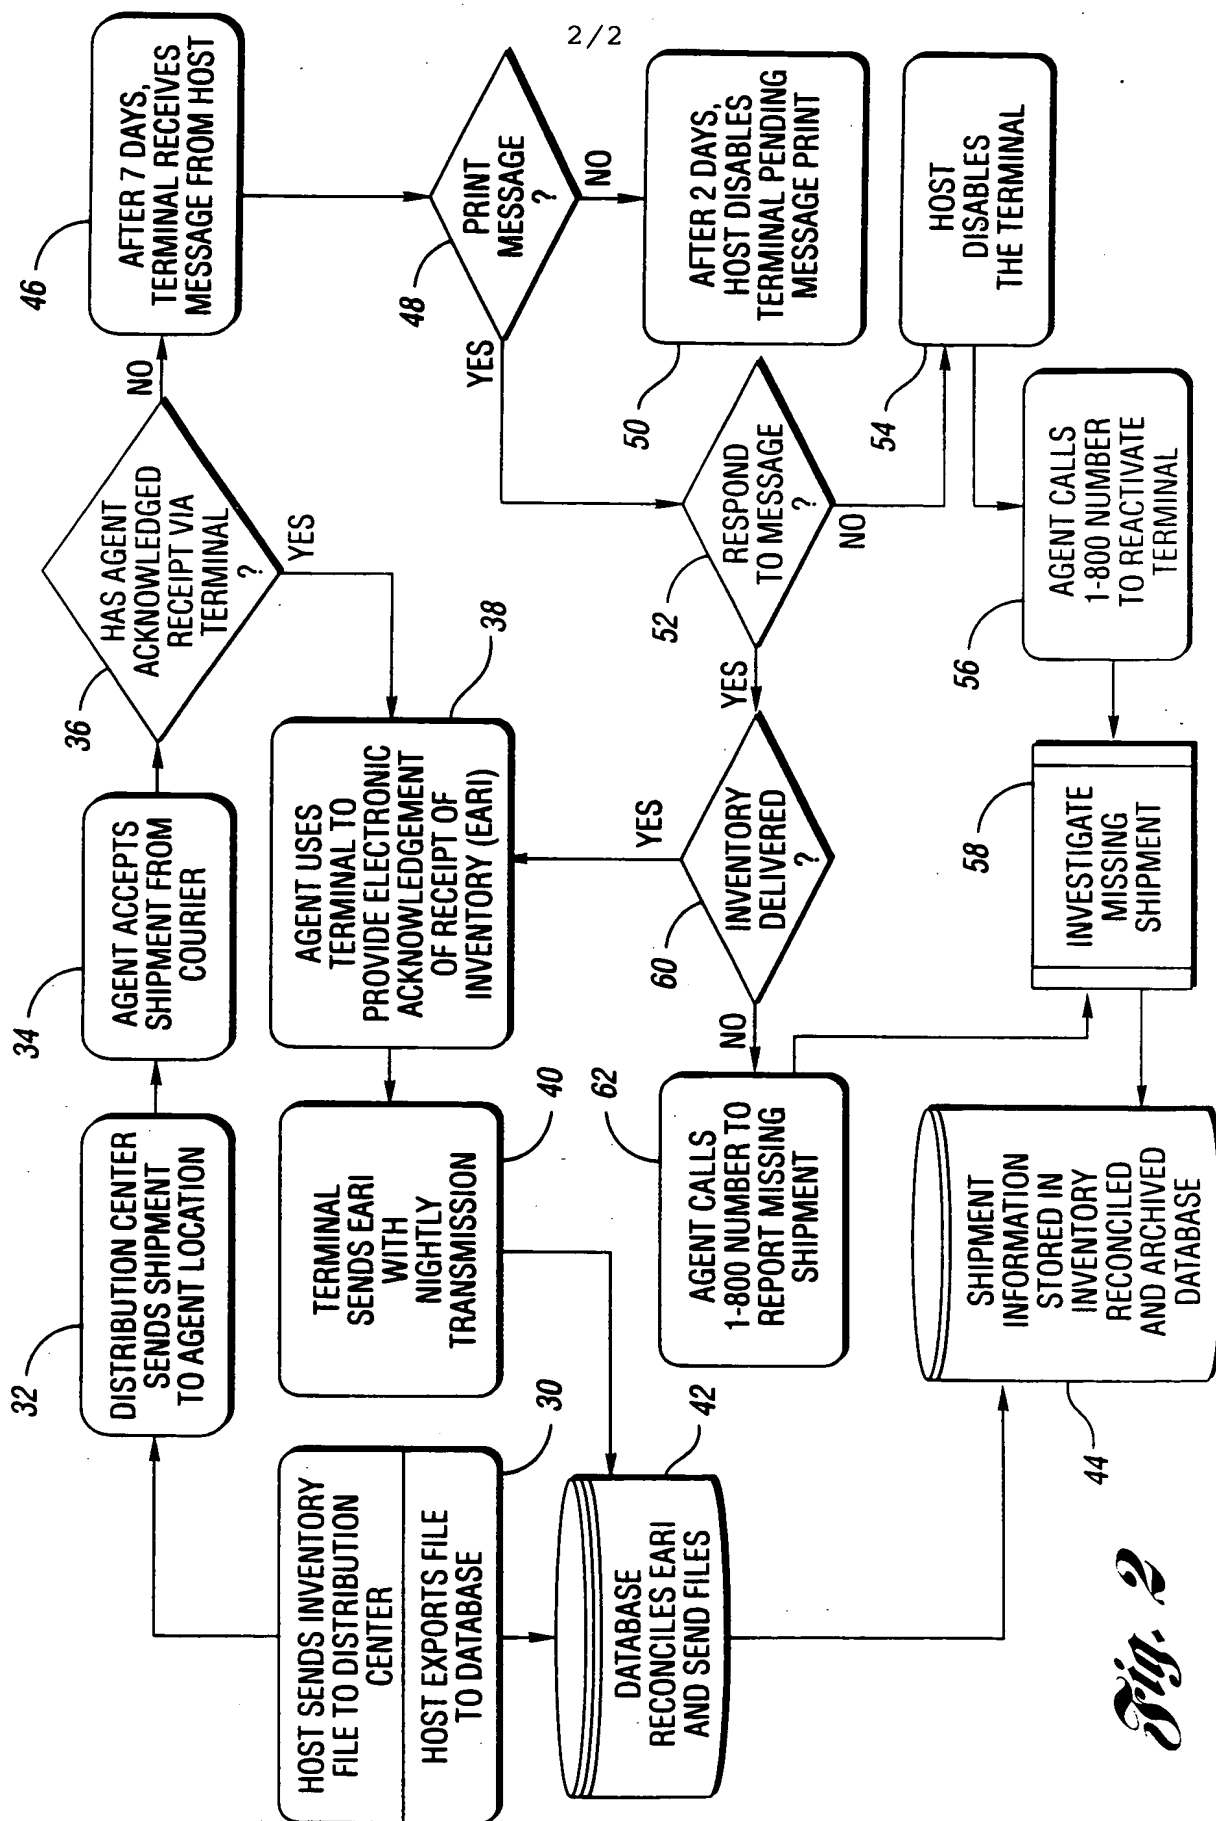 2/2
HOST SENDS INVENTORY
FILE TO DISTRIBUTION
CENTER
HOST EXPORTS FILE
TO DATABASE
30
32
DISTRIBUTION CENTER
SENDS SHIPMENT
TO AGENT LOCATION
34
AGENT ACCEPTS
SHIPMENT FROM
COURIER
36
HAS AGENT
ACKNOWLEDGED
RECEIPT VIA
TERMINAL
?
NO
YES
46
AFTER 7 DAYS,
TERMINAL RECEIVES
MESSAGE FROM HOST
38
AGENT USES
TERMINAL TO
PROVIDE ELECTRONIC
ACKNOWLEDGEMENT
OF RECEIPT OF
INVENTORY (EARI)
40
TERMINAL
SENDS EARI
WITH
NIGHTLY
TRANSMISSION
42
DATABASE
RECONCILES EARI
AND SEND FILES
48
PRINT
MESSAGE
?
YES
NO
50
AFTER 2 DAYS,
HOST DISABLES
TERMINAL PENDING
MESSAGE PRINT
52
RESPOND
TO MESSAGE
?
YES
NO
54
HOST
DISABLES
THE TERMINAL
56
AGENT CALLS
1-800 NUMBER
TO REACTIVATE
TERMINAL
58
INVESTIGATE
MISSING
SHIPMENT
60
INVENTORY
DELIVERED
?
YES
NO
62
AGENT CALLS
1-800 NUMBER TO
REPORT MISSING
SHIPMENT
44
SHIPMENT
INFORMATION
STORED IN
INVENTORY
RECONCILED
AND ARCHIVED
DATABASE
Fig. 2